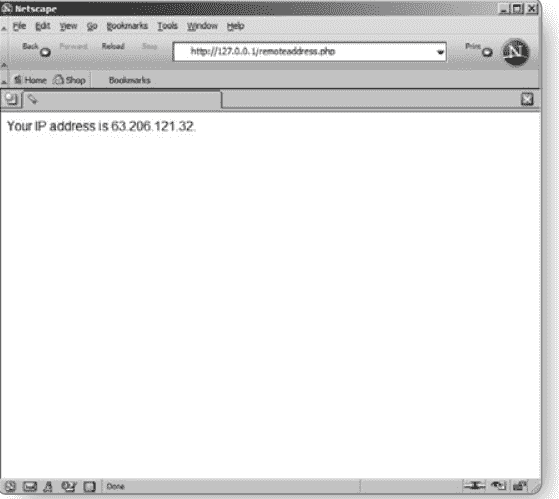 Netscape
File Edit View Go Bookmarks Tools Window Help
Back Forward Reload Stop http://127.0.0.1/remoteaddress.php Print N
Home Shop Bookmarks
Your IP address is 63.206.121.32.
Done